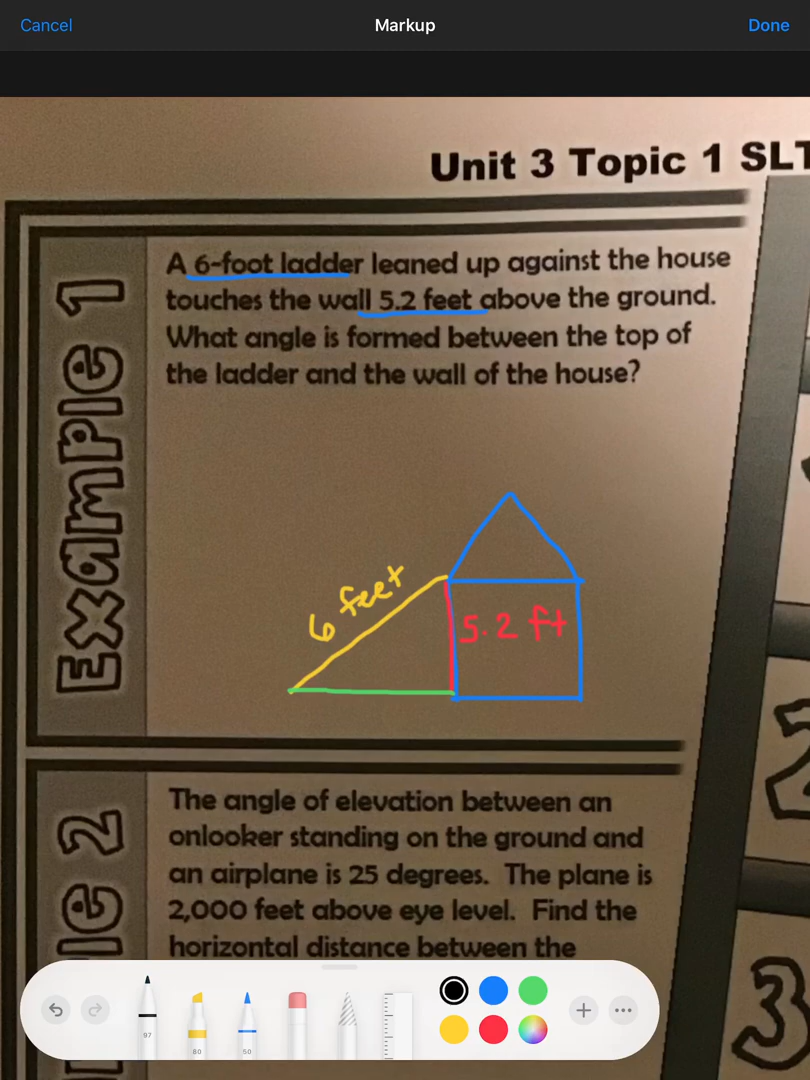 Cancel
Markup
Done
Unit 3 Topic 1 SLT
Example 1
A 6-foot ladder leaned up against the house
touches the wall 5.2 feet above the ground.
What angle is formed between the top of
the ladder and the wall of the house?
6 feet
5.2 ft
2
The angle of elevation between an
onlooker standing on the ground and
an airplane is 25 degrees. The plane is
2,000 feet above eye level. Find the
horizontal distance between the
2
3
97
80
50